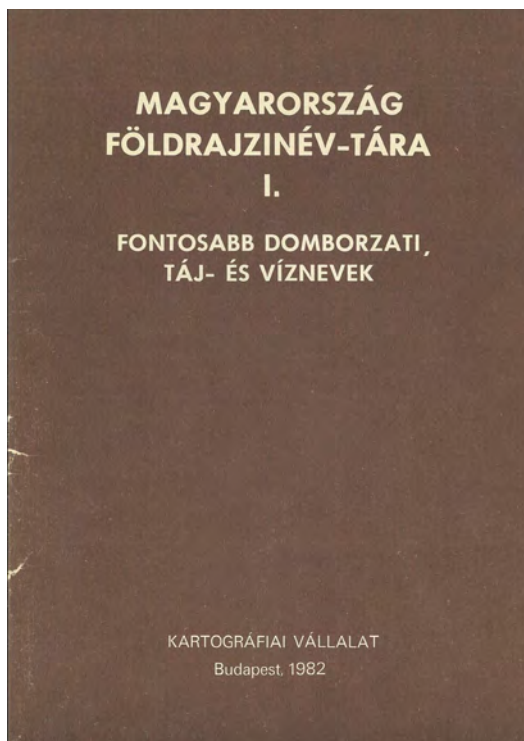 MAGYARORSZÁG
FÖLDRAJZINÉV-TÁRA
I.
FONTOSABB DOMBORZATI,
TÁJ- ÉS VÍZNEVEK
KARTOGRÁFIAI VÁLLALAT
Budapest, 1982